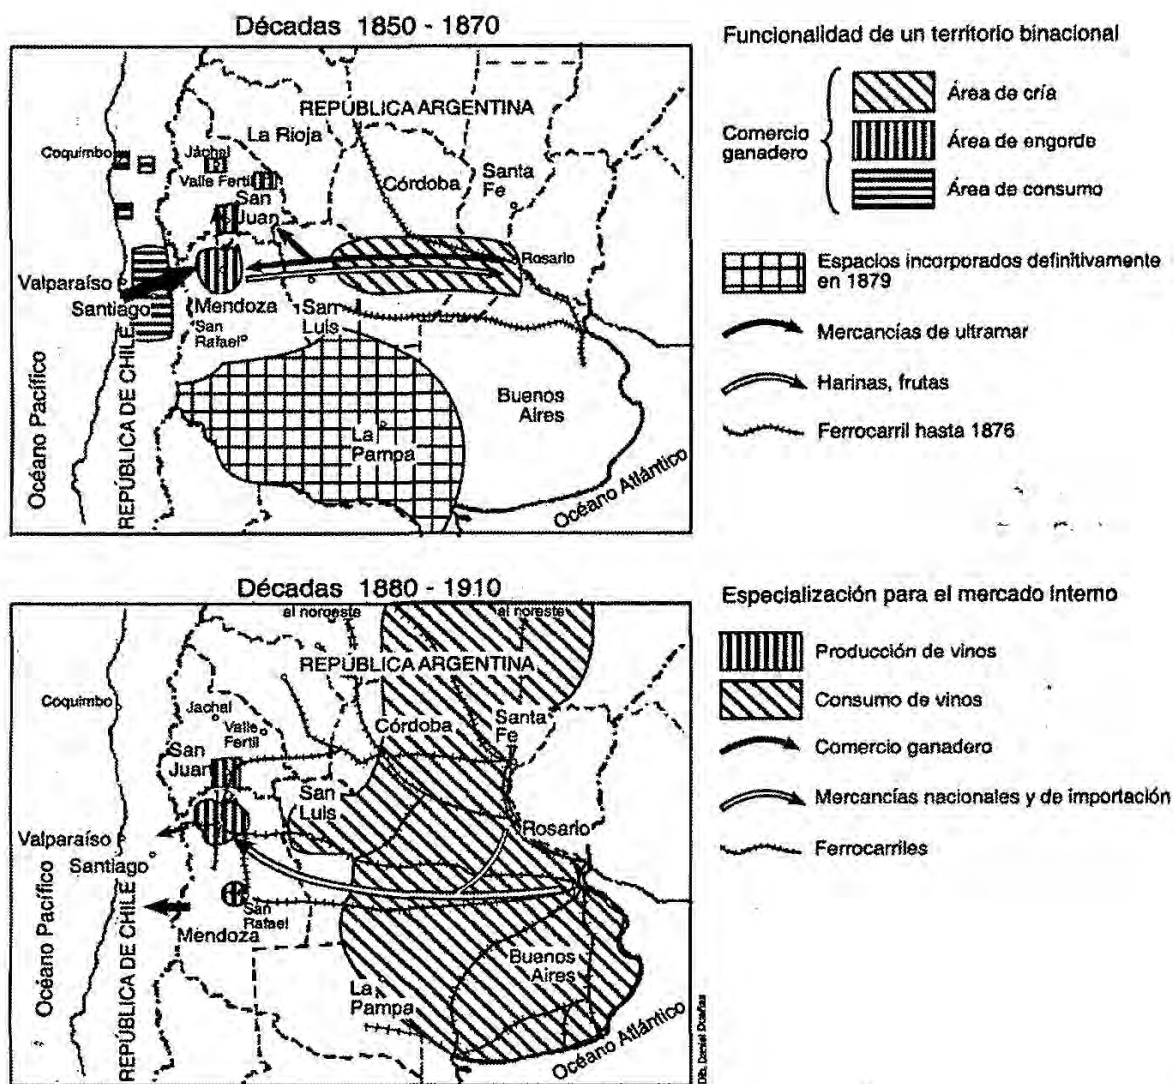 Décadas 1850 - 1870
REPÚBLICA ARGENTINA
La Rioja
Coquimbo
Jáchal
Valle Fertil
San
Juan
Córdoba
Santa
Fe
Rosario
Valparaíso
Santiago
Mendoza
San
Rafael
San
Luis
Buenos
Aires
La
Pampa
Océano Pacífico
REPÚBLICA DE CHILE
Océano Atlántico
Funcionalidad de un territorio binacional
Comercio
ganadero
Área de cría
Área de engorde
Área de consumo
Espacios incorporados definitivamente
en 1879
Mercancías de ultramar
Harinas, frutas
Ferrocarril hasta 1876
Décadas 1880 - 1910
al noroeste
al noreste
REPÚBLICA ARGENTINA
Coquimbo
Jachal
Valle
Fertil
San
Juan
Córdoba
Santa
Fe
San
Luis
Rosario
Valparaíso
Santiago
San
Rafael
Mendoza
Buenos
Aires
La
Pampa
Océano Pacífico
REPÚBLICA DE CHILE
Océano Atlántico
Dib. Daniel
Especialización para el mercado interno
Producción de vinos
Consumo de vinos
Comercio ganadero
Mercancías nacionales y de importación
Ferrocarriles